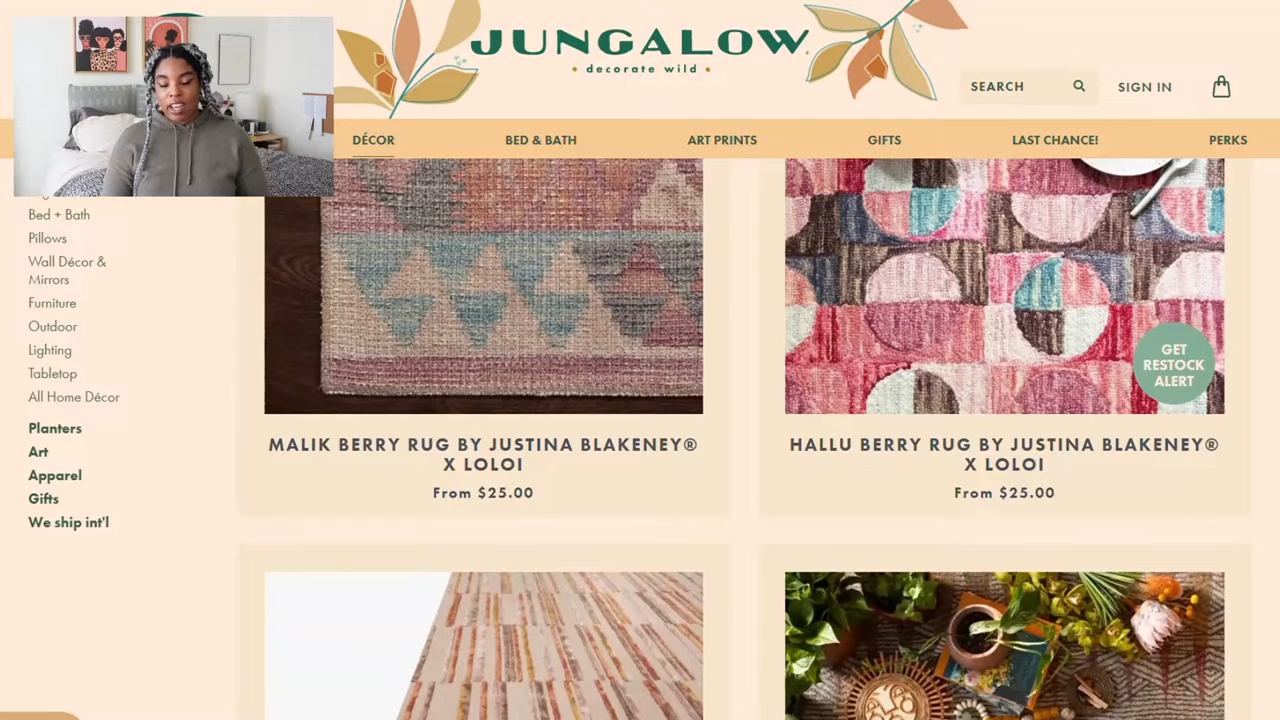 JUNGALOW
• decorate wild •
SEARCH
SIGN IN
DÉCOR
BED & BATH
ART PRINTS
GIFTS
LAST CHANCE!
PERKS
Bed + Bath
Pillows
Wall Décor &
Mirrors
Furniture
Outdoor
Lighting
Tabletop
All Home Décor
Planters
Art
Apparel
Gifts
We ship int'l
GET
RESTOCK
ALERT
MALIK BERRY RUG BY JUSTINA BLAKENEY®
X LOLOI
From $25.00
HALLU BERRY RUG BY JUSTINA BLAKENEY®
X LOLOI
From $25.00